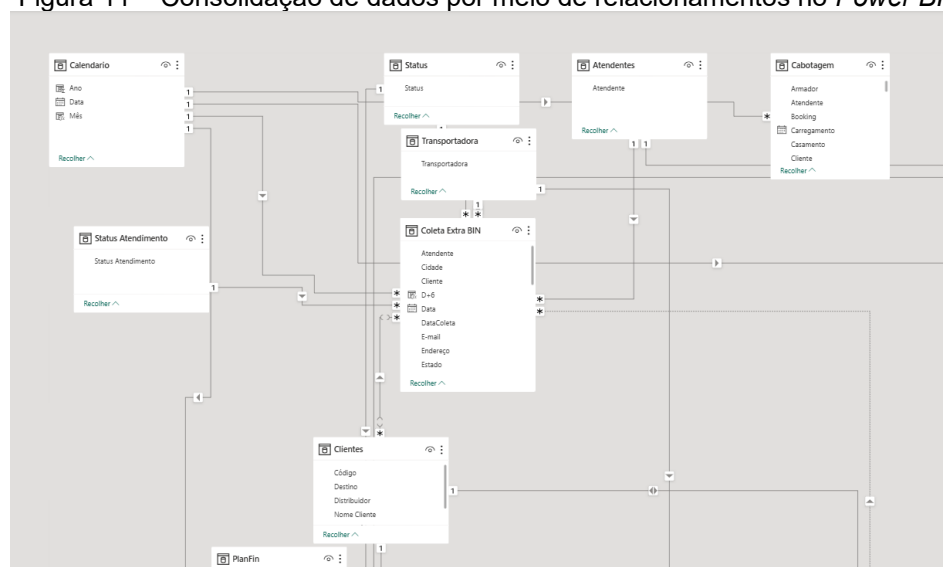 Figura 11 – Consolidação de dados por meio de relacionamentos no Power BI
Calendario
Ano
Data
Mês
Recolher
Status
Status
Recolher
Atendentes
Atendente
Recolher
Cabotagem
Armador
Atendente
Booking
Carregamento
Casamento
Cliente
Recolher
Transportadora
Transportadora
Recolher
Status Atendimento
Status Atendimento
Recolher
Coleta Extra BIN
Atendente
Cidade
Cliente
D+6
Data
DataColeta
E-mail
Endereço
Estado
Recolher
Clientes
Código
Destino
Distribuidor
Nome Cliente
Recolher
PlanFin